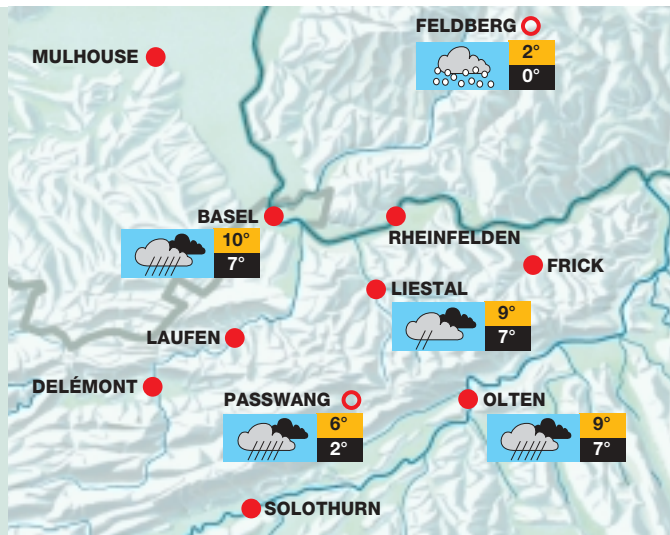 FELDBERG
2°
0°
MULHOUSE
BASEL
10°
7°
RHEINFELDEN
FRICK
LIESTAL
9°
7°
LAUFEN
DELÉMONT
PASSWANG
6°
2°
OLTEN
9°
7°
SOLOTHURN